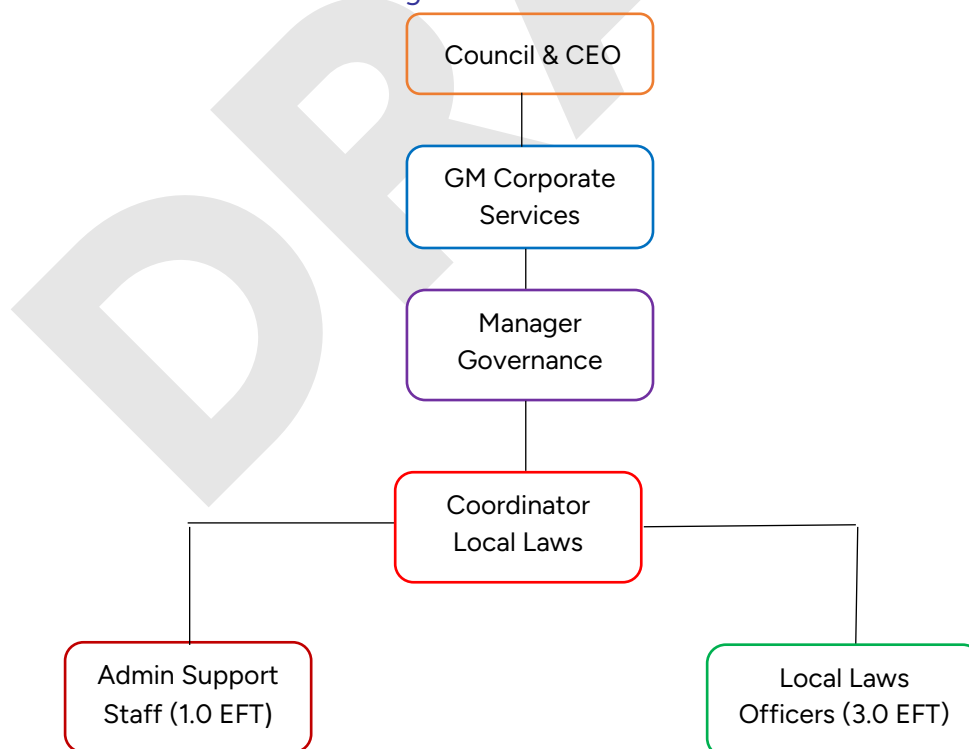 Council & CEO
GM Corporate
Services
Manager
Governance
Coordinator
Local Laws
Admin Support
Staff (1.0 EFT)
Local Laws
Officers (3.0 EFT)